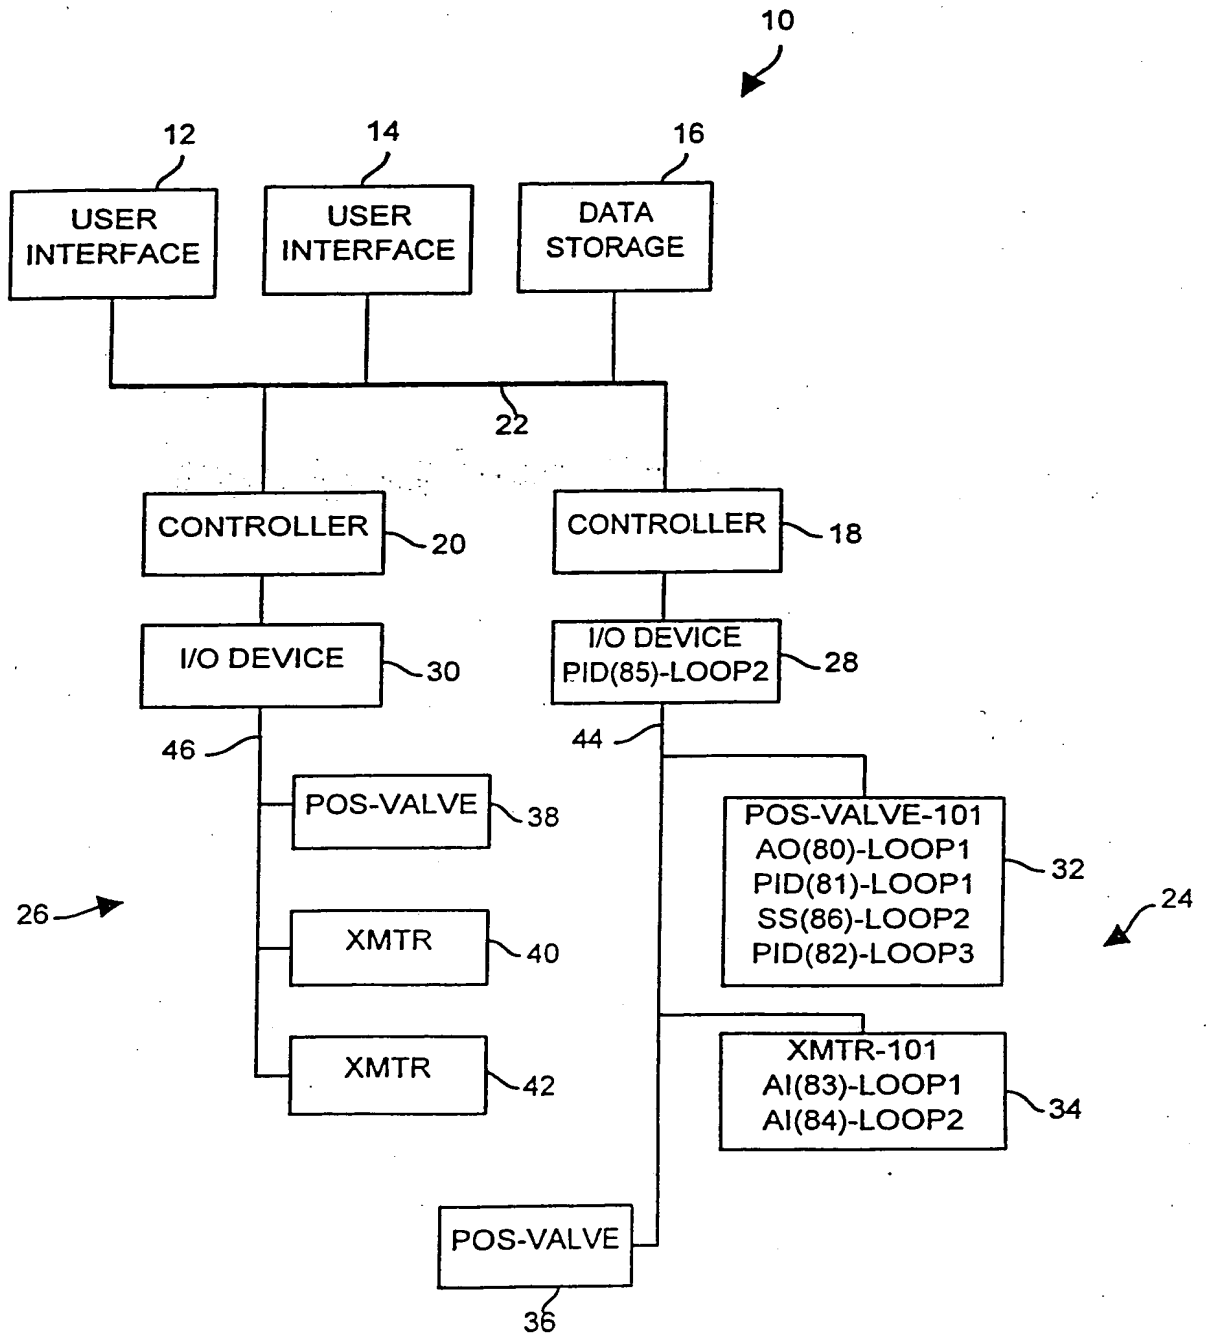 10
12
14
16
USER
INTERFACE
USER
INTERFACE
DATA
STORAGE
22
CONTROLLER
20
CONTROLLER
18
I/O DEVICE
30
I/O DEVICE
PID(85)-LOOP2
28
46
44
POS-VALVE
38
POS-VALVE-101
AO(80)-LOOP1
PID(81)-LOOP1
SS(86)-LOOP2
PID(82)-LOOP3
32
24
26
XMTR
40
XMTR
42
XMTR-101
AI(83)-LOOP1
AI(84)-LOOP2
34
POS-VALVE
36